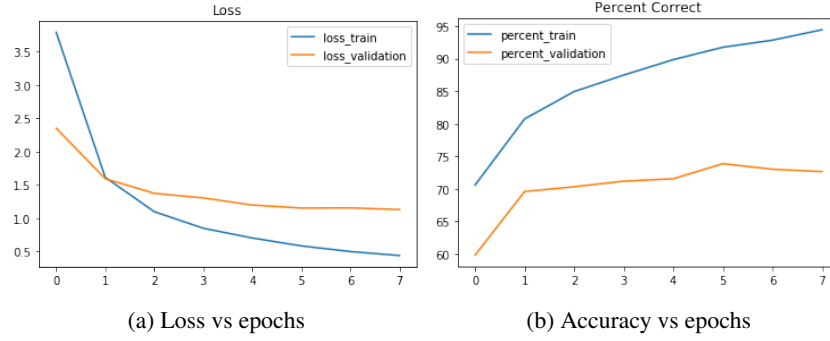 Loss
3.5
3.0
2.5
2.0
1.5
1.0
0.5
loss_train
loss_validation
0 1 2 3 4 5 6 7
(a) Loss vs epochs
Percent Correct
95
90
85
80
75
70
65
60
percent_train
percent_validation
0 1 2 3 4 5 6 7
(b) Accuracy vs epochs